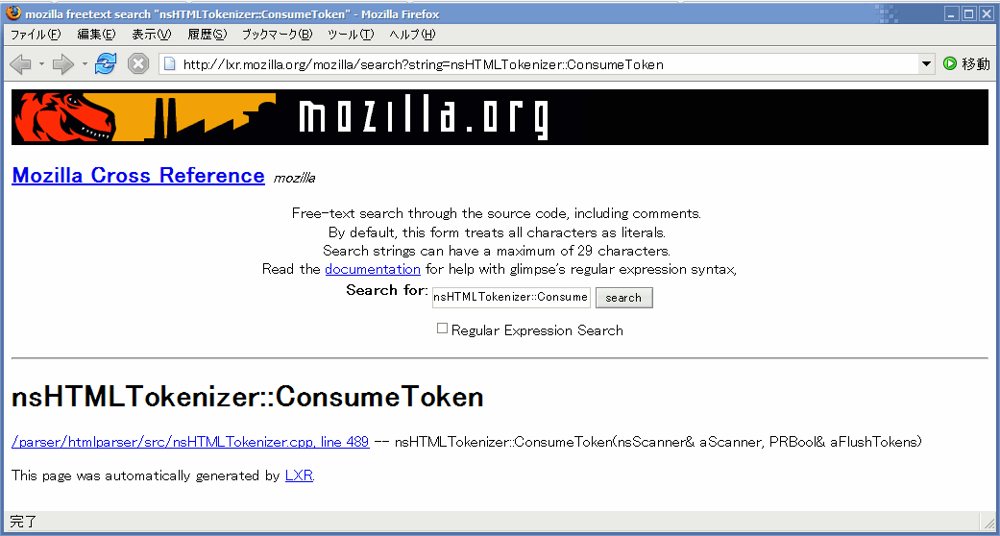 mozilla freetext search "nsHTMLTokenizer::ConsumeToken" - Mozilla Firefox
ファイル(F) 編集(E) 表示(V) 履歴(S) ブックマーク(B) ツール(T) ヘルプ(H)
http://lxr.mozilla.org/mozilla/search?string=nsHTMLTokenizer::ConsumeToken 移動
mozilla.org
Mozilla Cross Reference mozilla
Free-text search through the source code, including comments.
By default, this form treats all characters as literals.
Search strings can have a maximum of 29 characters.
Read the documentation for help with glimpse's regular expression syntax,
Search for: nsHTMLTokenizer::Consume search
Regular Expression Search
nsHTMLTokenizer::ConsumeToken
/parser/htmlparser/src/nsHTMLTokenizer.cpp, line 489 -- nsHTMLTokenizer::ConsumeToken(nsScanner& aScanner, PRBool& aFlushTokens)
This page was automatically generated by LXR.
完了